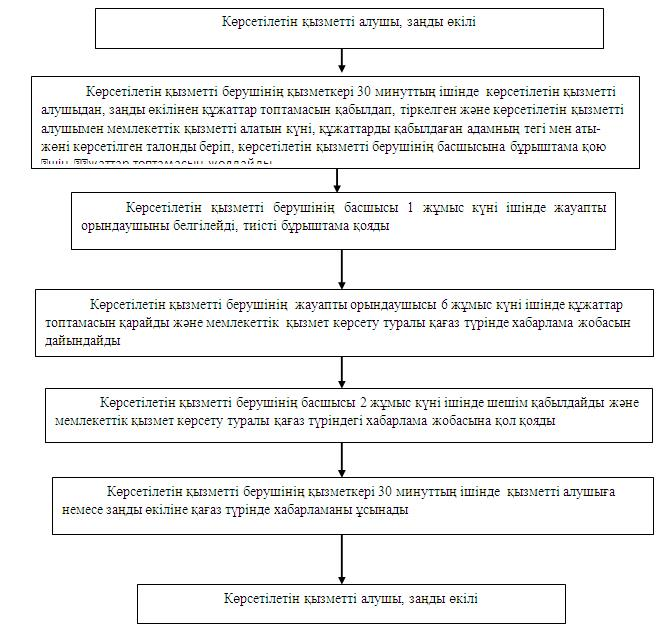 Көрсетілетін қызметті алушы, заңды өкілі
Көрсетілетін қызметті берушінің қызметкері 30 минуттың ішінде көрсетілетін қызметті
алушыдан, заңды өкілінен құжаттар топтамасын қабылдап, тіркелген және көрсетілетін қызметті
алушымен мемлекеттік қызметті алатын күні, құжаттарды қабылдаған адамның тегі мен аты-
жөні көрсетілген талонды беріп, көрсетілетін қызметті берушінің басшысына бұрыштама қою
топтамасын жолдайды
Көрсетілетін қызметті берушінің басшысы 1 жұмыс күні ішінде жауапты
орындаушыны белгілейді, тиісті бұрыштама қояды
Көрсетілетін қызметті берушінің жауапты орындаушысы 6 жұмыс күні ішінде құжаттар
топтамасын қарайды және мемлекеттік қызмет көрсету туралы қағаз түрінде хабарлама жобасын
дайындайды
Көрсетілетін қызметті берушінің басшысы 2 жұмыс күні ішінде шешім қабылдайды және
мемлекеттік қызмет көрсету туралы қағаз түріндегі хабарлама жобасына қол қояды
Көрсетілетін қызметті берушінің қызметкері 30 минуттың ішінде қызметті алушыға
немесе заңды өкіліне қағаз түрінде хабарламаны ұсынады
Көрсетілетін қызметті алушы, заңды өкілі